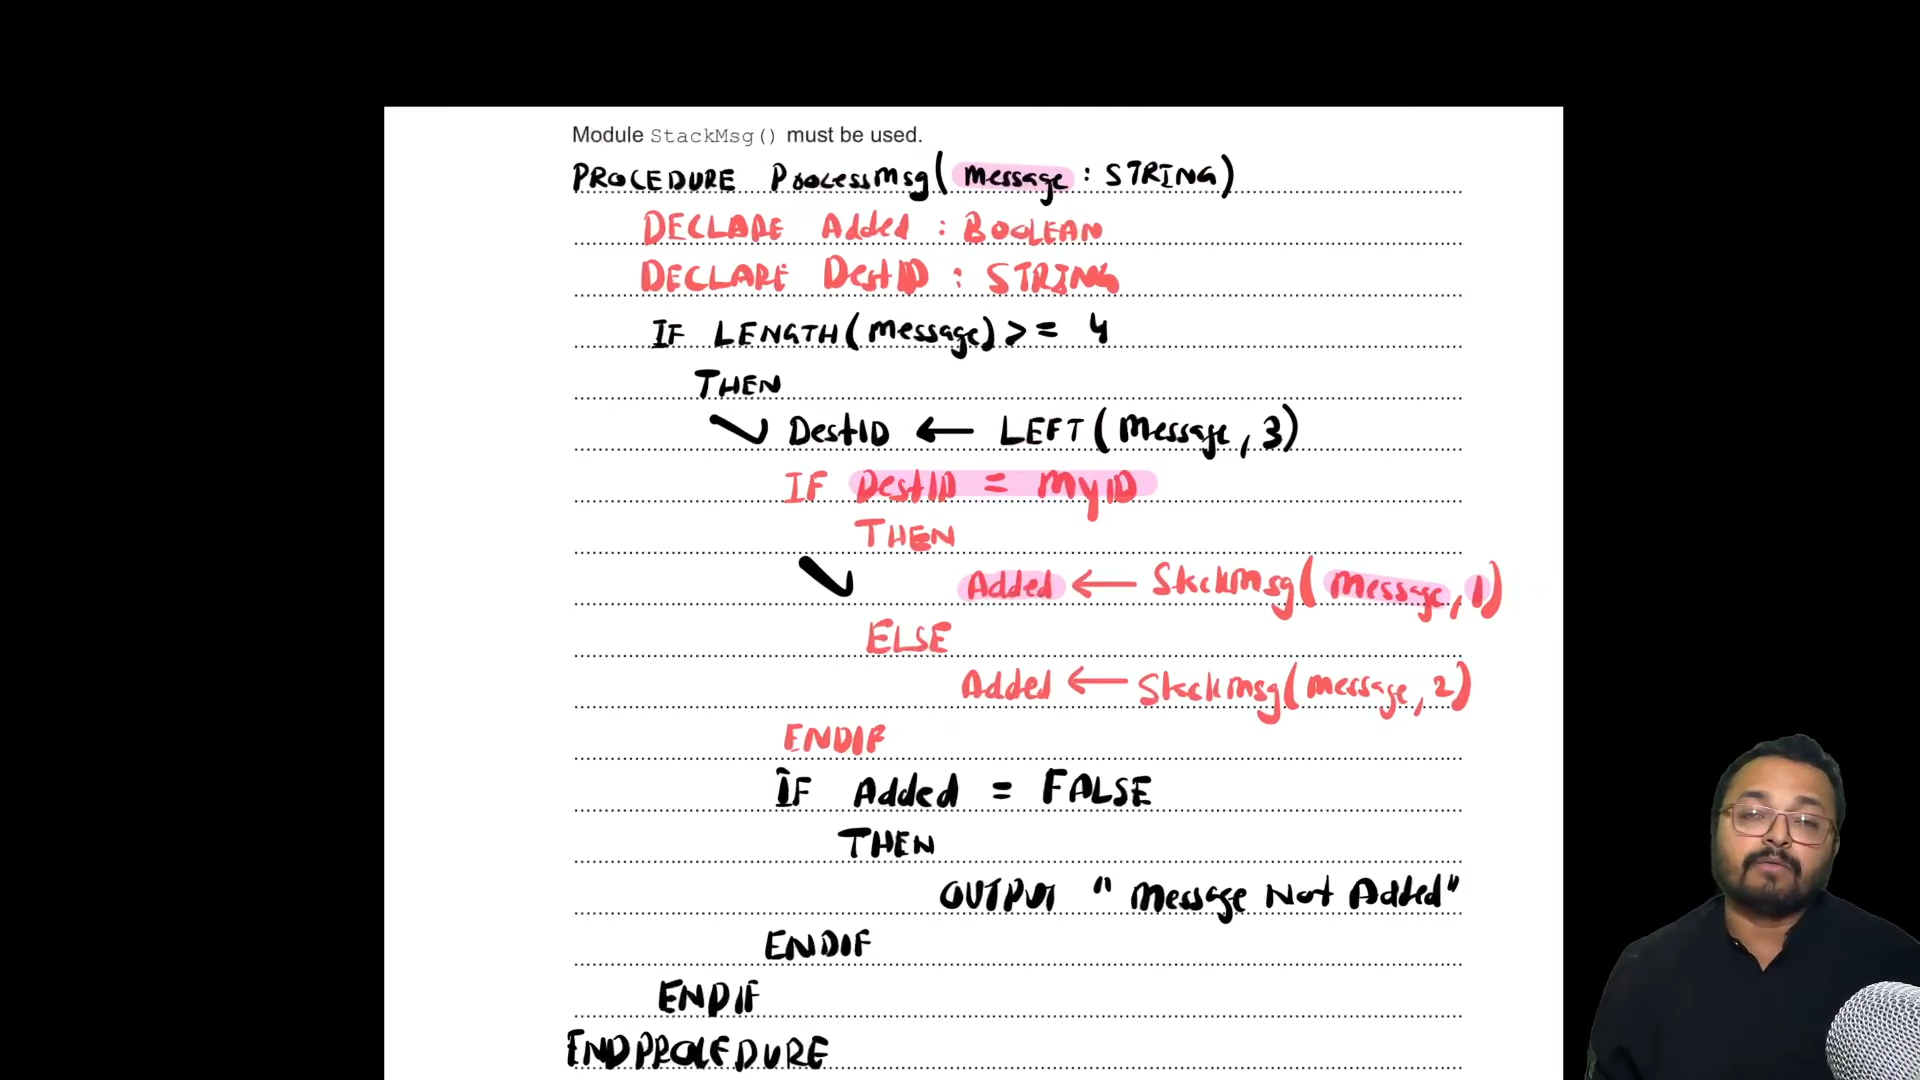 Module StackMsg() must be used.
PROCEDURE ProcessMsg(Message : STRING)
DECLARE Added : BOOLEAN
DECLARE DestID : STRING
IF LENGTH(Message) >= 4
THEN
DestID ← LEFT(Message, 3)
IF DestID = MyID
THEN
Added ← StackMsg(Message, 1)
ELSE
Added ← StackMsg(Message, 2)
ENDIF
IF Added = FALSE
THEN
OUTPUT "Message Not Added"
ENDIF
ENDIF
ENDPROCEDURE